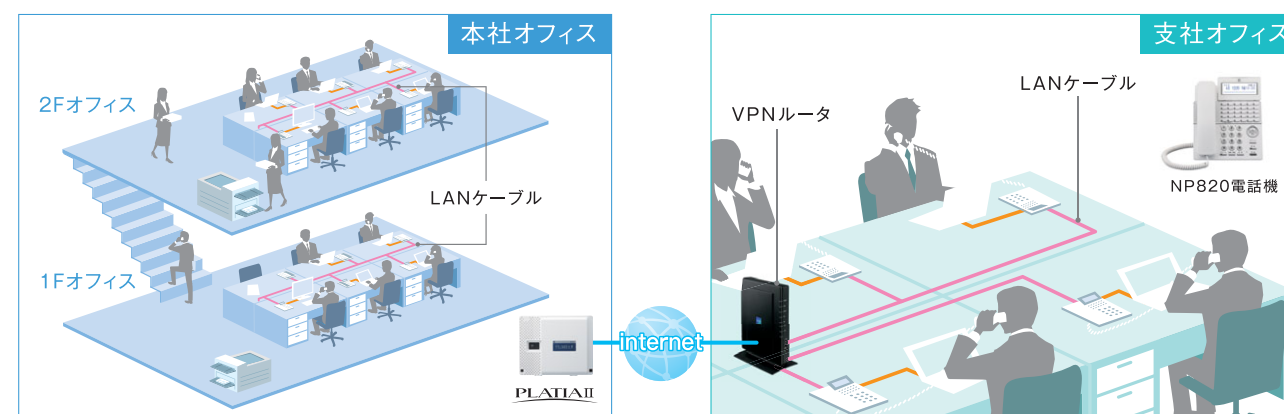 本社オフィス
2Fオフィス
LANケーブル
1Fオフィス
PLATIAII
internet
支社オフィス
LANケーブル
VPNルータ
NP820電話機